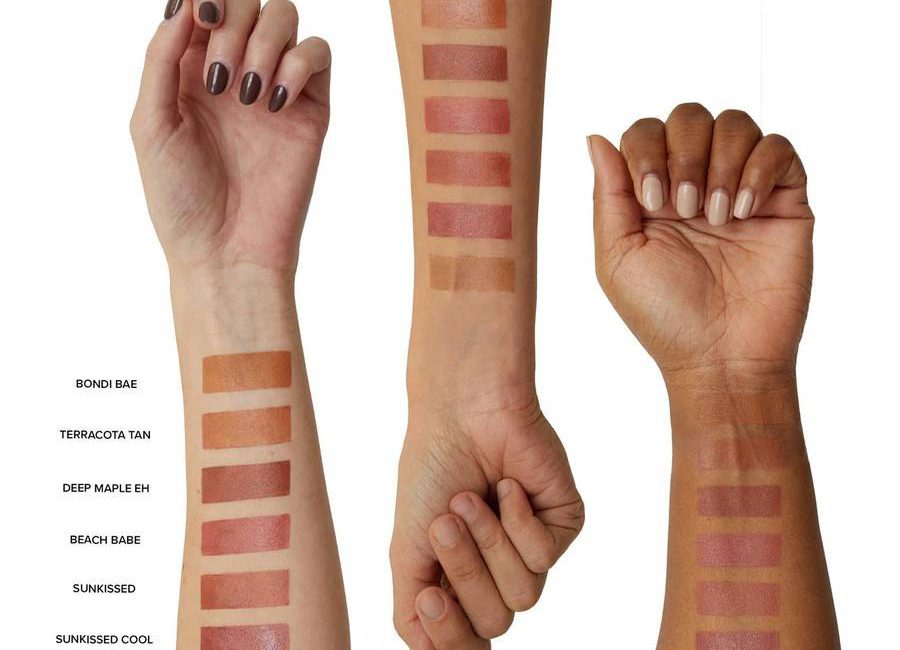 BONDI BAE
TERRACOTA TAN
DEEP MAPLE EH
BEACH BABE
SUNKISSED
SUNKISSED COOL